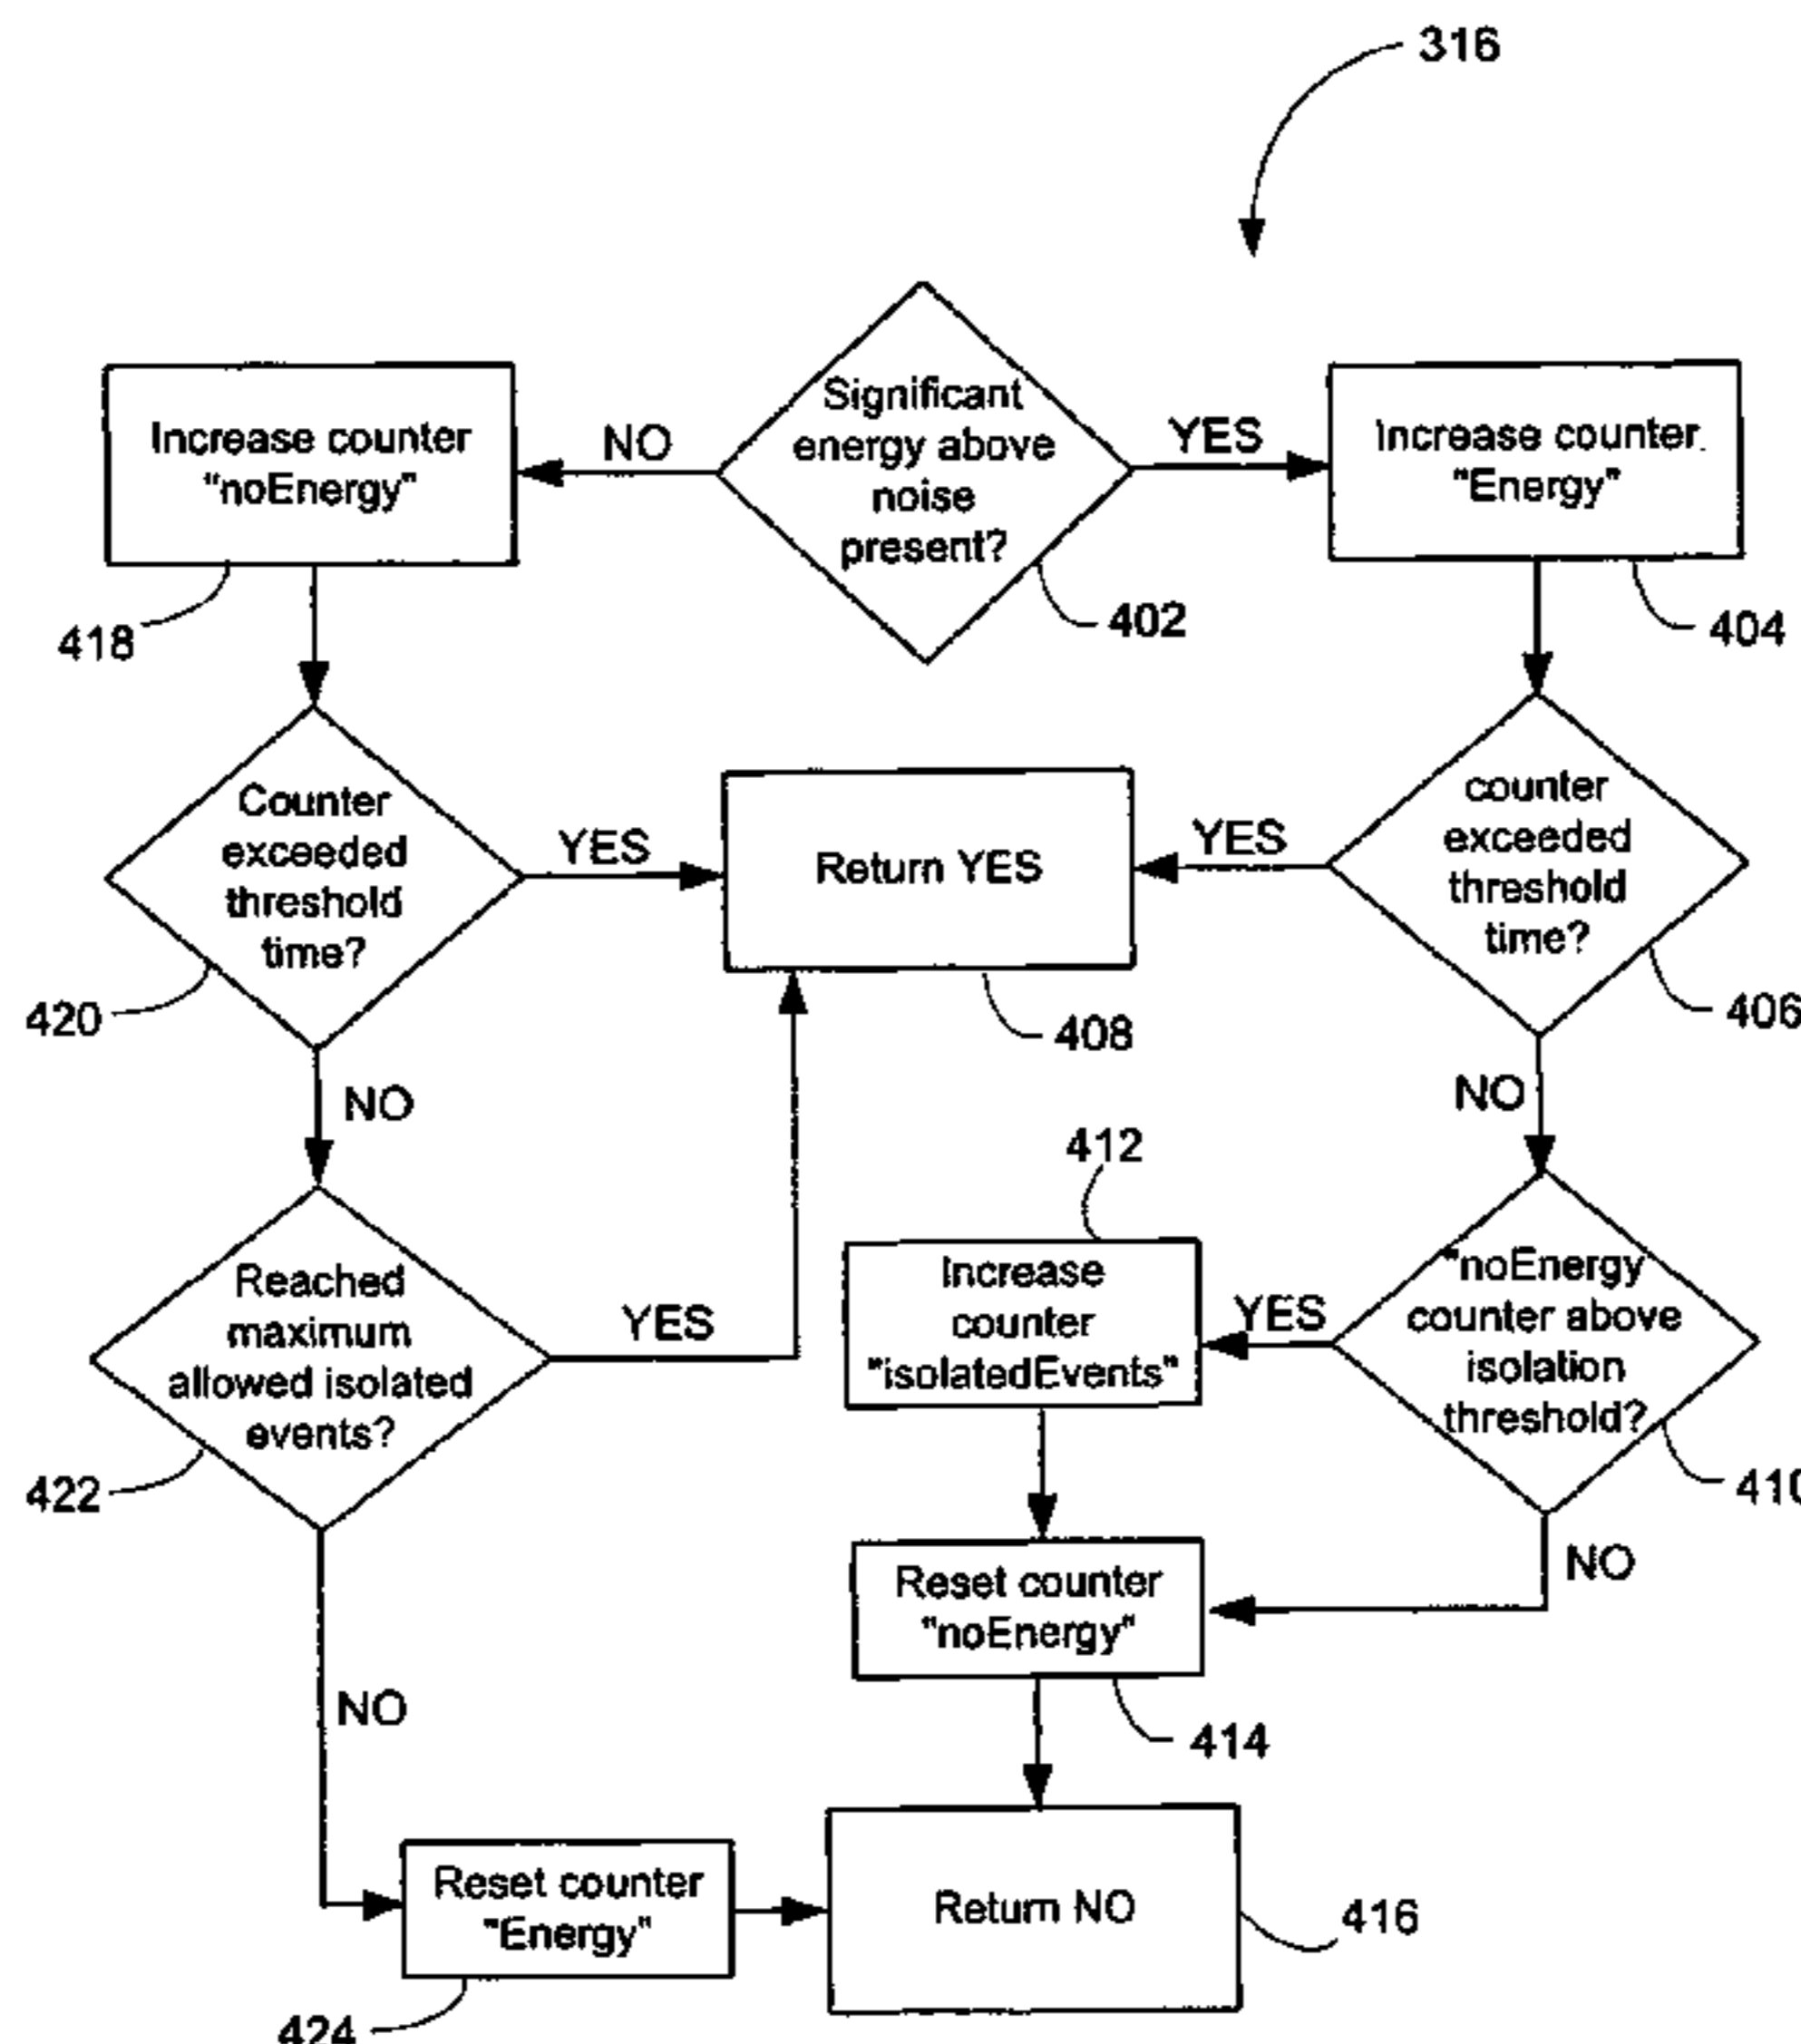 316
Significant
energy above
noise
present?
402
NO
YES
Increase counter
"noEnergy"
418
Increase counter
"Energy"
404
Counter
exceeded
threshold
time?
420
YES
Return YES
408
YES
counter
exceeded
threshold
time?
406
NO
NO
Reached
maximum
allowed isolated
events?
422
YES
412
Increase
counter
"isolatedEvents"
YES
"noEnergy
counter above
isolation
threshold?
410
NO
Reset counter
"noEnergy"
414
NO
Reset counter
"Energy"
424
Return NO
416